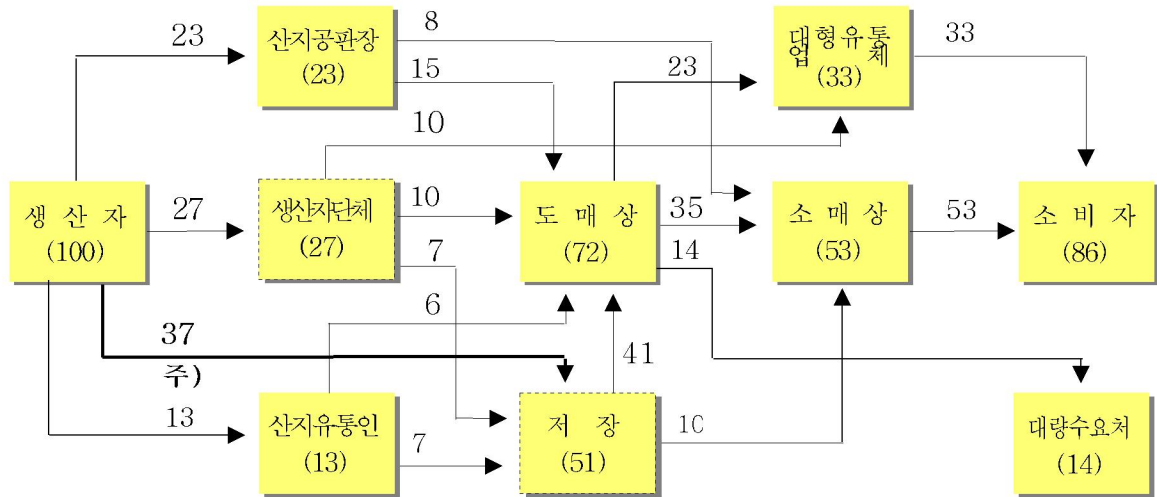 23
산지공판장
(23)
8
15
23
대형유통
업 체
(33)
33
10
생 산 자
(100)
27
생산자단체
(27)
10
7
도 매 상
(72)
35
14
소 매 상
(53)
53
소 비 자
(86)
6
37
주)
41
13
산지유통인
(13)
7
저 장
(51)
10
대량수요처
(14)